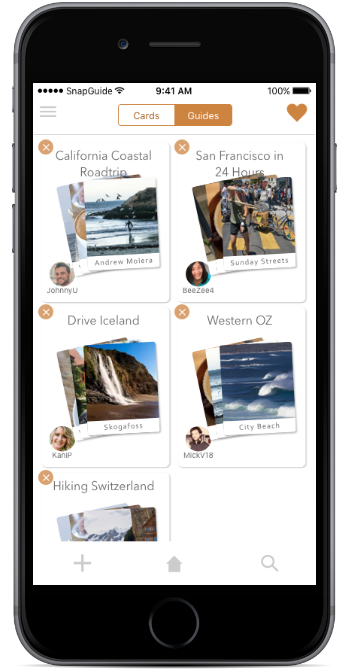 SnapGuide 9:41 AM 100%
Cards Guides
California Coastal
Roadtrip
Andrew Molera
JohnnyU
San Francisco in
24 Hours
Sunday Streets
BeeZee4
Drive Iceland
Skogafoss
KaniP
Western OZ
City Beach
MickV18
Hiking Switzerland